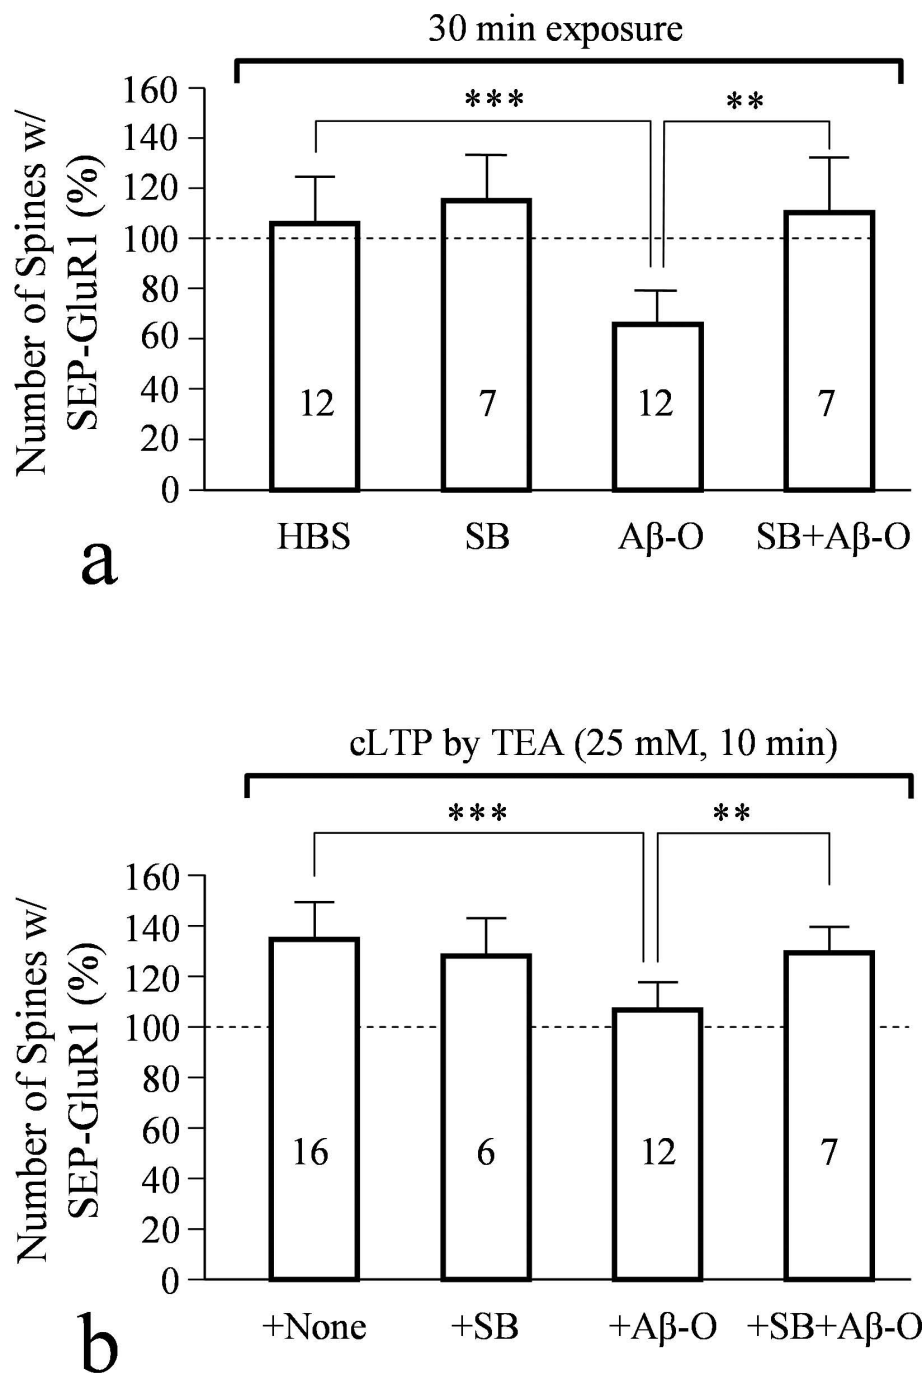 30 min exposure
*** **
Number of Spines w/
SEP-GluR1 (%)
160
140
120
100
80
60
40
20
0
12 7 12 7
HBS SB Aβ-O SB+Aβ-O
a
cLTP by TEA (25 mM, 10 min)
*** **
Number of Spines w/
SEP-GluR1 (%)
160
140
120
100
80
60
40
20
0
16 6 12 7
+None +SB +Aβ-O +SB+Aβ-O
b